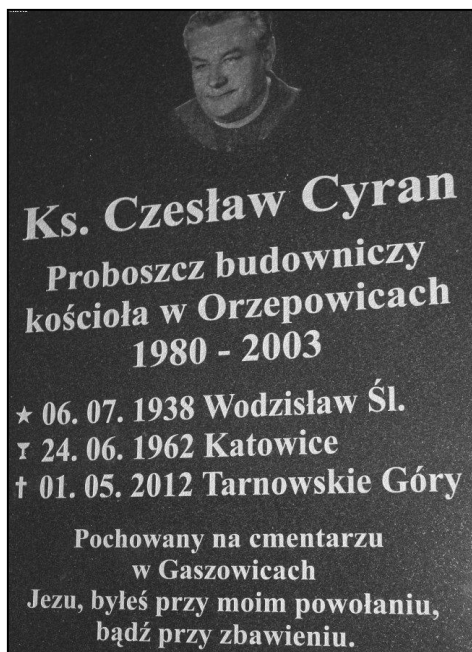 Ks. Czesław Cyran
Proboszcz budowniczy
kościoła w Orzepowicach
1980 - 2003
★ 06. 07. 1938 Wodzisław Śl.
24. 06. 1962 Katowice
† 01. 05. 2012 Tarnowskie Góry
Pochowany na cmentarzu
w Gaszowicach
Jezu, byłeś przy moim powołaniu,
bądź przy zbawieniu.